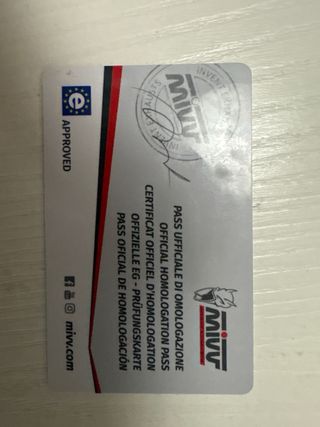 mivv
PASS UFFICIALE DI OMOLOGAZIONE
OFFICIAL HOMOLOGATION PASS
CERTIFICAT OFFICIEL D'HOMOLOGATION
OFFIZIELLE EG - PRÜFUNGSKARTE
PASS OFICIAL DE HOMOLOGACIÓN
mivv
e
APPROVED
mivv.com